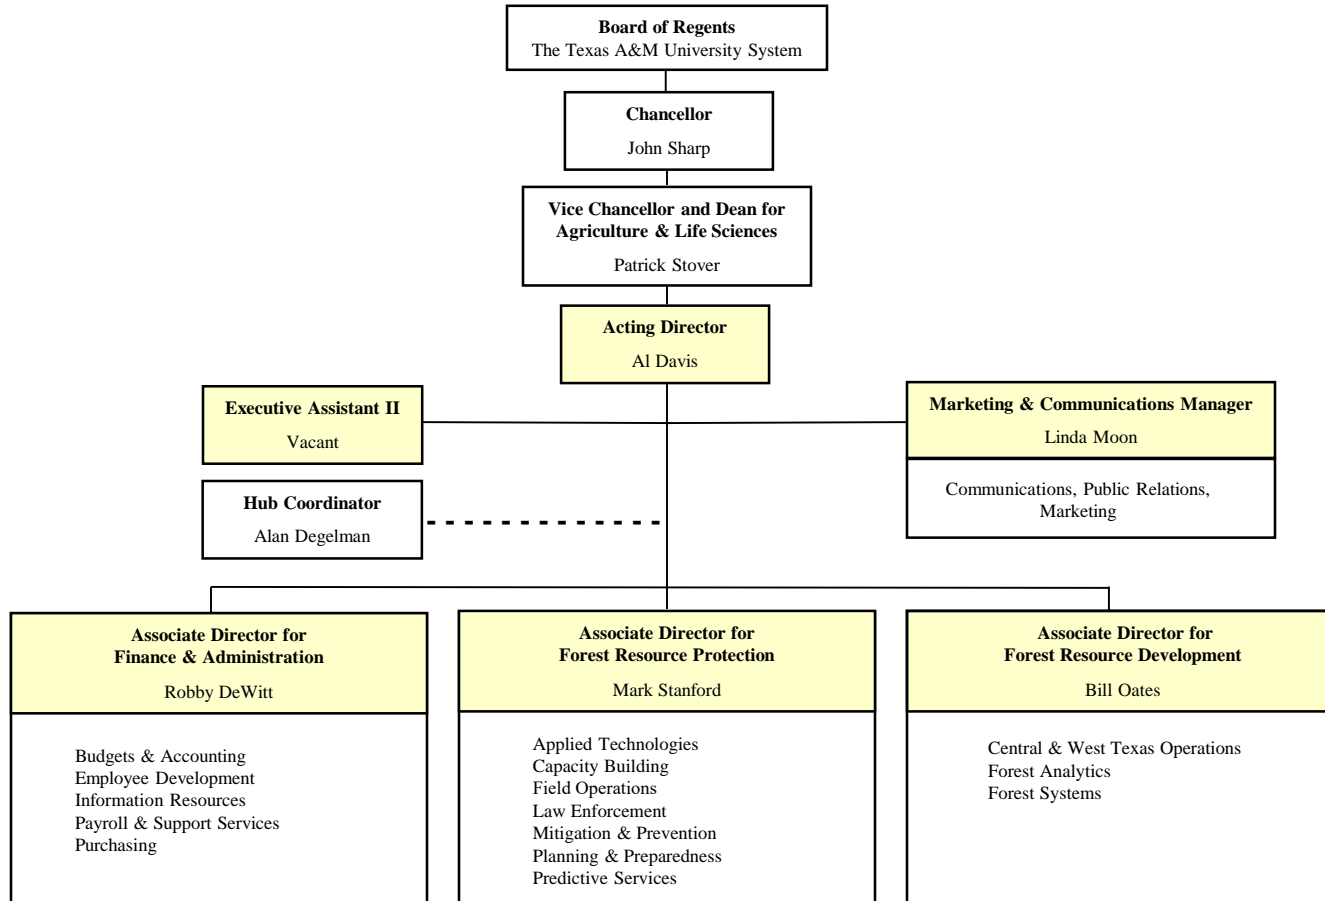 Board of Regents
The Texas A&M University System
Chancellor
John Sharp
Vice Chancellor and Dean for
Agriculture & Life Sciences
Patrick Stover
Acting Director
Al Davis
Executive Assistant II
Vacant
Marketing & Communications Manager
Linda Moon
Communications, Public Relations,
Marketing
Hub Coordinator
Alan Degelman
Associate Director for
Finance & Administration
Robby DeWitt
Budgets & Accounting
Employee Development
Information Resources
Payroll & Support Services
Purchasing
Associate Director for
Forest Resource Protection
Mark Stanford
Applied Technologies
Capacity Building
Field Operations
Law Enforcement
Mitigation & Prevention
Planning & Preparedness
Predictive Services
Associate Director for
Forest Resource Development
Bill Oates
Central & West Texas Operations
Forest Analytics
Forest Systems